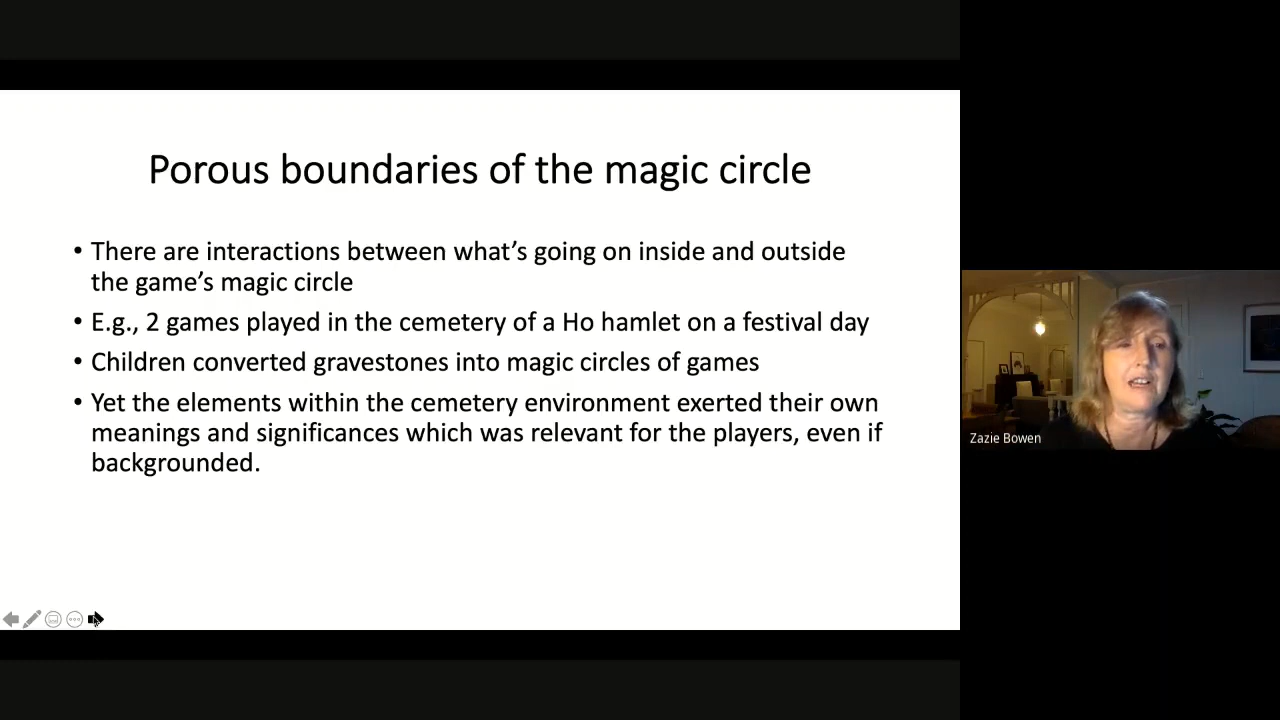 Porous boundaries of the magic circle
• There are interactions between what’s going on inside and outside
the game’s magic circle
• E.g., 2 games played in the cemetery of a Ho hamlet on a festival day
• Children converted gravestones into magic circles of games
• Yet the elements within the cemetery environment exerted their own
meanings and significances which was relevant for the players, even if
backgrounded.
Zazie Bowen